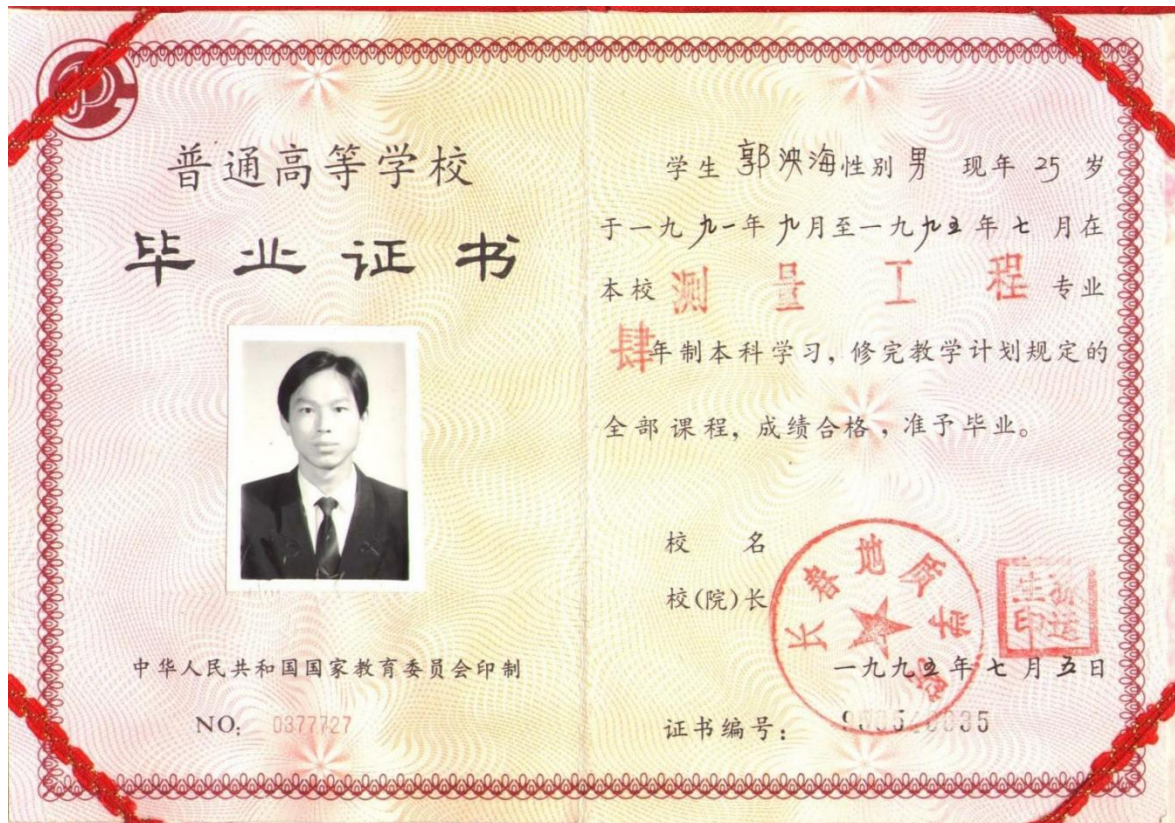 普通高等学校
毕业证书
中华人民共和国国家教育委员会印制
NO: 0377727
学生 郭泱海 性别 男 现年 25 岁
于一九九一年九月至一九九五年七月在
本校 测量工程 专业
肆年制本科学习，修完教学计划规定的
全部课程，成绩合格，准予毕业。
校 名
长春地质学院
校(院)长
孙运生印
一九九五年七月五日
证书编号：